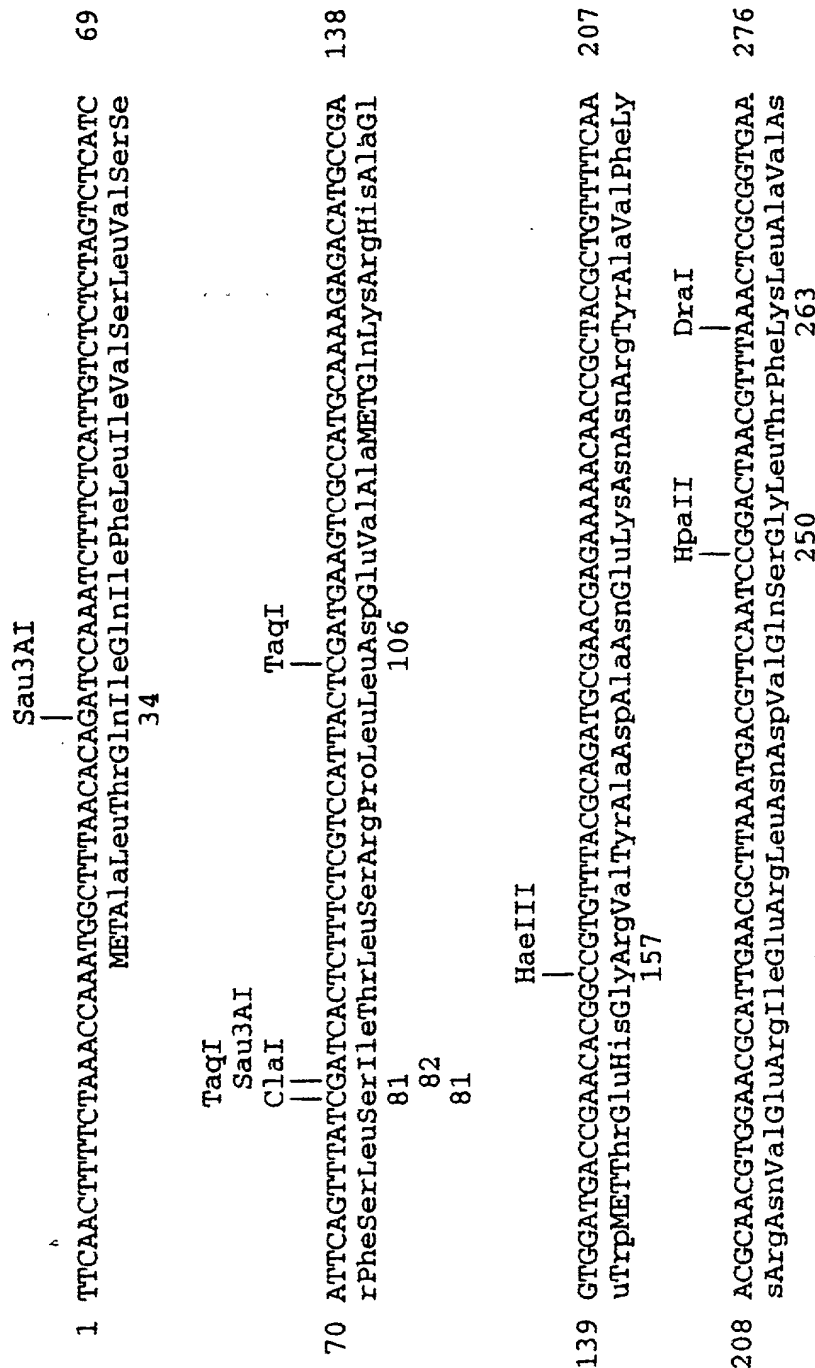 Sau3AI
1 TTCAACTTTTCTAAACCAAATGGCTTTAACACAGATCCAAATCTTTCTCATTGTCTCTCTAGTCTCATC 69
METAlaLeuThrGlnIleGlnIlePheLeuIleValSerLeuValSerSe
34
TaqI
Sau3AI
ClaI TaqI
70 ATTCAGTTTATCGATCACTCTTTCTCGTCCATTACTCGATGAAGTCGCCATGCAAAAGAGACATGCCGA 138
rPheSerLeuSerIleThrLeuSerArgProLeuLeuAspGluValAlaMETGlnLysArgHisAlaGl
81 106
82
81
HaeIII
139 GTGGATGACCGAACACGGCCGTGTTTACGCAGATGCGAACGAGAAAAACAACCGCTACGCTGTTTTCAA 207
uTrpMETThrGluHisGlyArgValTyrAlaAspAlaAsnGluLysAsnAsnArgTyrAlaValPheLy
157
HpaII DraI
208 ACGCAACGTGGAACGCATTGAACGCTTAAATGACGTTCAATCCGGACTAACGTTTAAACTCGCGGTGAA 276
sArgAsnValGluArgIleGluArgLeuAsnAspValGlnSerGlyLeuThrPheLysLeuAlaValAs
250 263